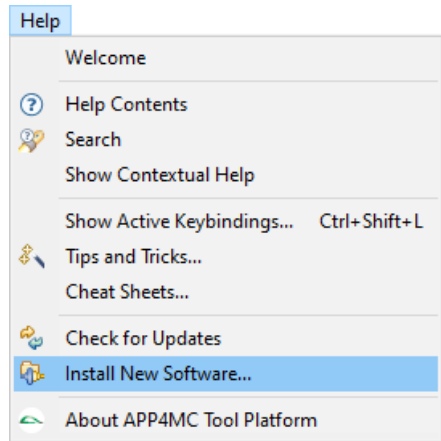 Help
Welcome
Help Contents
Search
Show Contextual Help
Show Active Keybindings... Ctrl+Shift+L
Tips and Tricks...
Cheat Sheets...
Check for Updates
Install New Software...
About APP4MC Tool Platform